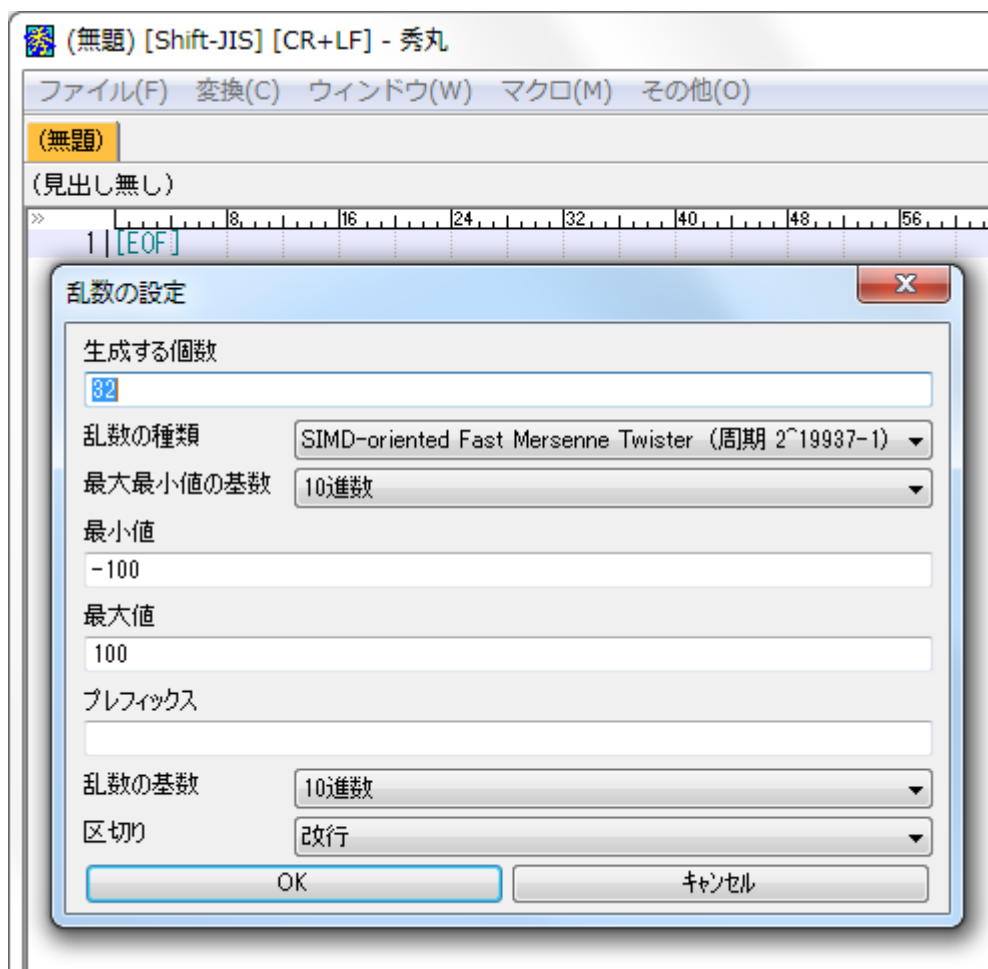 (無題) [Shift-JIS] [CR+LF] - 秀丸
ファイル(F) 変換(C) ウィンドウ(W) マクロ(M) その他(O)
(無題)
(見出し無し)
8 16 24 32 40 48 56
1 [EOF]
乱数の設定
生成する個数
32
乱数の種類 SIMD-oriented Fast Mersenne Twister (周期 2^19937-1)
最大最小値の基数 10進数
最小値
-100
最大値
100
プレフィックス
乱数の基数 10進数
区切り 改行
OK キャンセル